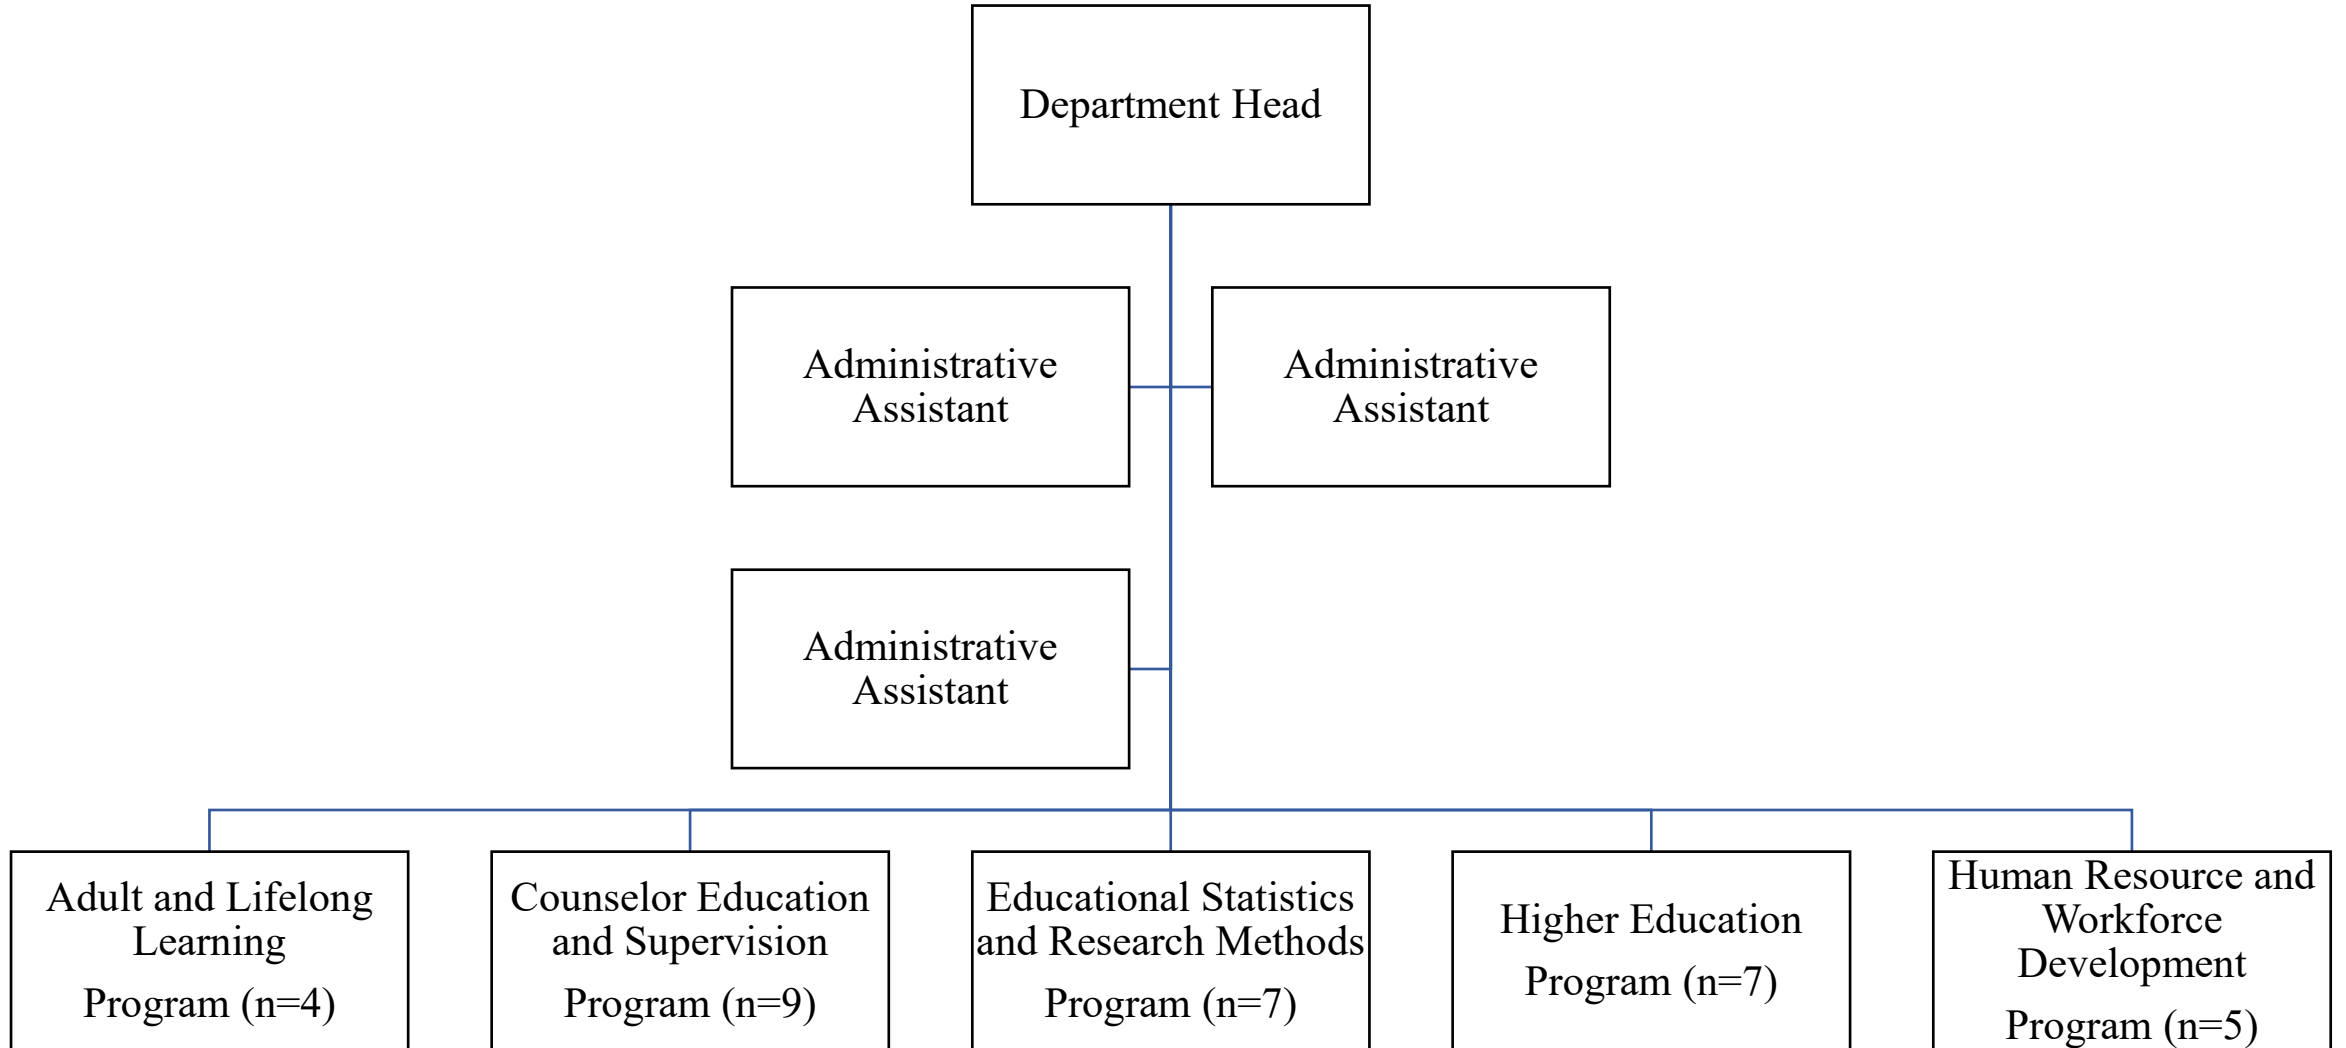 Department Head
Administrative
Assistant
Administrative
Assistant
Administrative
Assistant
Adult and Lifelong
Learning
Program (n=4)
Counselor Education
and Supervision
Program (n=9)
Educational Statistics
and Research Methods
Program (n=7)
Higher Education
Program (n=7)
Human Resource and
Workforce
Development
Program (n=5)